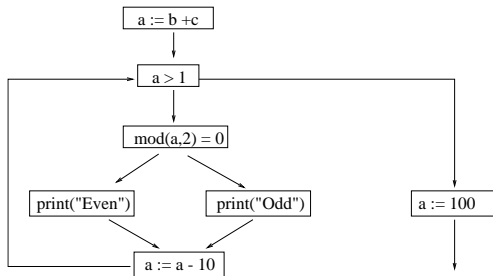 a := b +c
a > 1
mod(a,2) = 0
print("Even")
print("Odd")
a := 100
a := a - 10